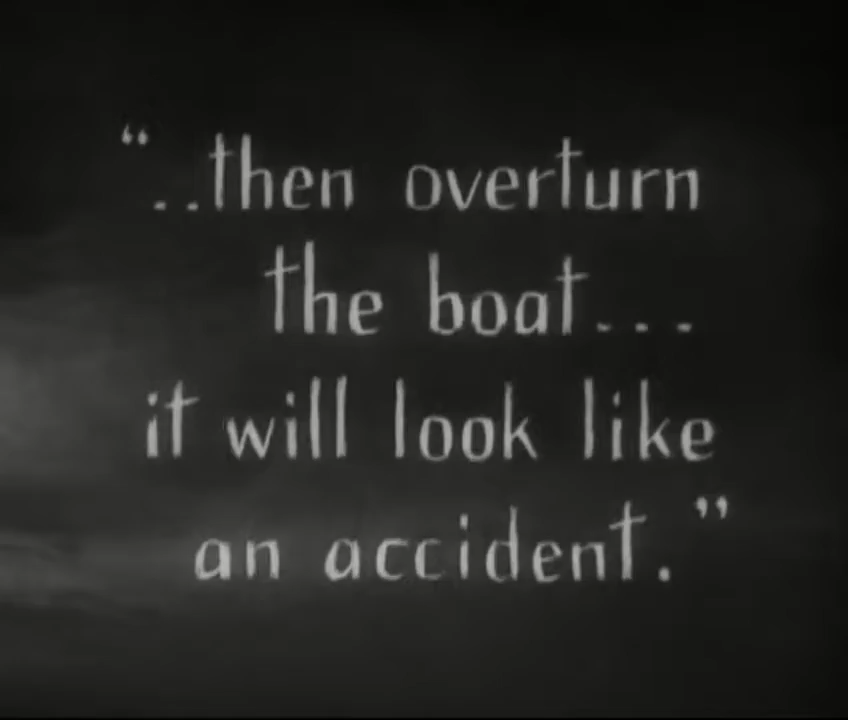 “..then overturn
the boat...
it will look like
an accident.”